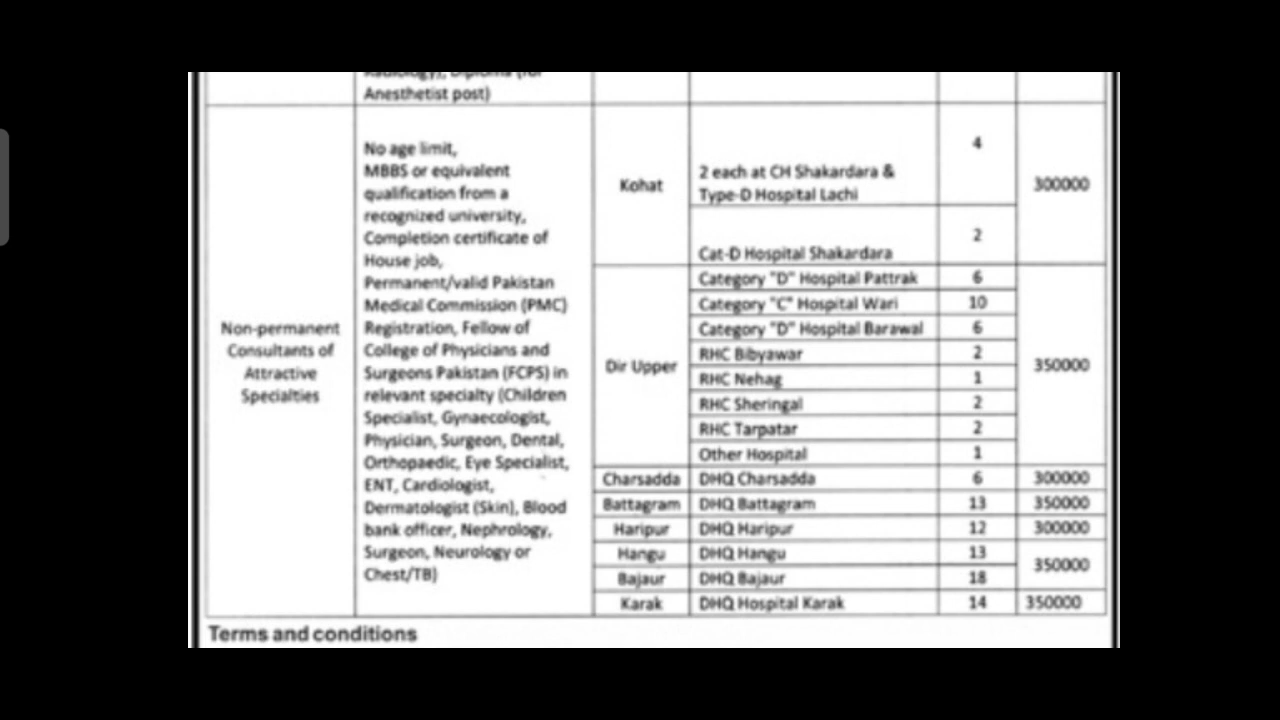 Radiology), Diploma (for
Anesthetist post)
Non-permanent
Consultants of
Attractive
Specialties
No age limit,
MBBS or equivalent
qualification from a
recognized university,
Completion certificate of
House job,
Permanent/valid Pakistan
Medical Commission (PMC)
Registration, Fellow of
College of Physicians and
Surgeons Pakistan (FCPS) in
relevant specialty (Children
Specialist, Gynaecologist,
Physician, Surgeon, Dental,
Orthopaedic, Eye Specialist,
ENT, Cardiologist,
Dermatologist (Skin), Blood
bank officer, Nephrology,
Surgeon, Neurology or
Chest/TB)
Kohat
2 each at CH Shakardara &
Type-D Hospital Lachi
4
300000
Cat-D Hospital Shakardara
2
Dir Upper
Category "D" Hospital Pattrak 6
Category "C" Hospital Wari 10
Category "D" Hospital Barawal 6
RHC Bibyawar 2
350000
RHC Nehag 1
RHC Sheringal 2
RHC Tarpatar 2
Other Hospital 1
Charsadda DHQ Charsadda 6 300000
Battagram DHQ Battagram 13 350000
Haripur DHQ Haripur 12 300000
Hangu DHQ Hangu 13
350000
Bajaur DHQ Bajaur 18
Karak DHQ Hospital Karak 14 350000
Terms and conditions